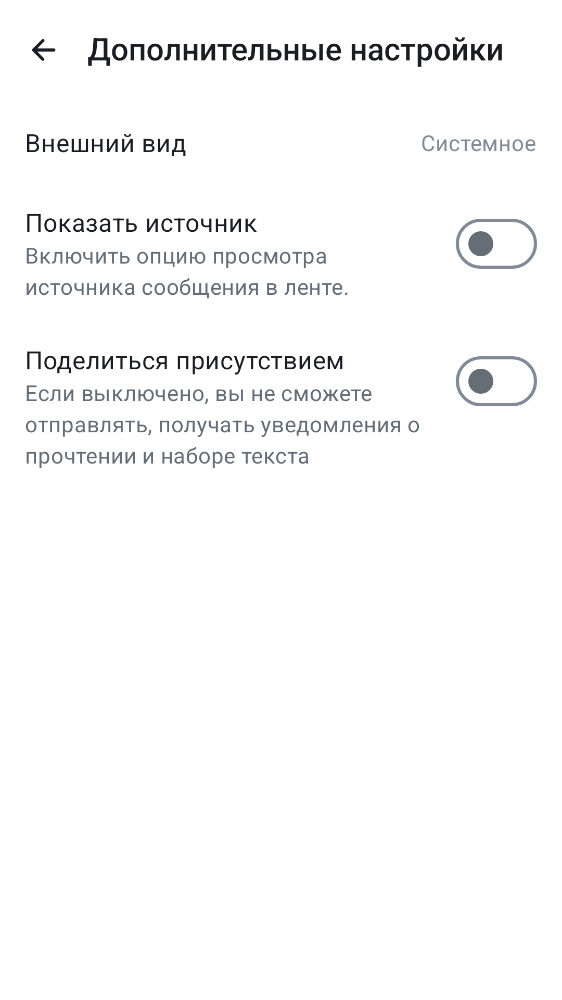 Дополнительные настройки
Внешний вид
Системное
Показать источник
Включить опцию просмотра
источника сообщения в ленте.
Поделиться присутствием
Если выключено, вы не сможете
отправлять, получать уведомления о
прочтении и наборе текста